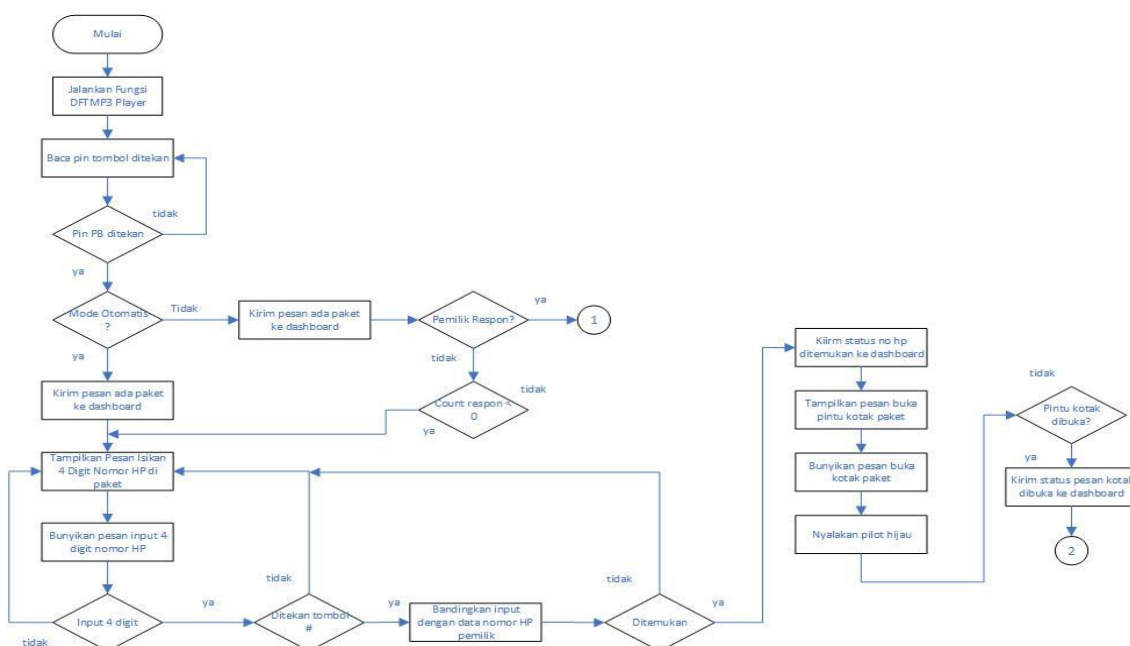 Mulai
Jalankan Fungsi
DFTMP3 Player
Baca pin tombol ditekan
tidak
Pin PB ditekan
ya
Mode Otomatis
?
Tidak
Kirim pesan ada paket
ke dashboard
Pemilik Respon?
ya
1
ya
tidak
Kirim pesan ada paket
ke dashboard
Count respon <
0
tidak
ya
Tampilkan Pesan Isikan
4 Digit Nomor HP di
paket
Bunyikan pesan input 4
digit nomor HP
Input 4 digit
tidak
ya
Ditekan tombol
#
tidak
ya
Bandingkan input
dengan data nomor HP
pemilik
Ditemukan
tidak
ya
Kiirm status no hp
ditemukan ke dashboard
Tampilkan pesan buka
pintu kotak paket
Bunyikan pesan buka
kotak paket
Nyalakan pilot hijau
tidak
Pintu kotak
dibuka?
ya
Kirim status pesan kotak
dibuka ke dashboard
2